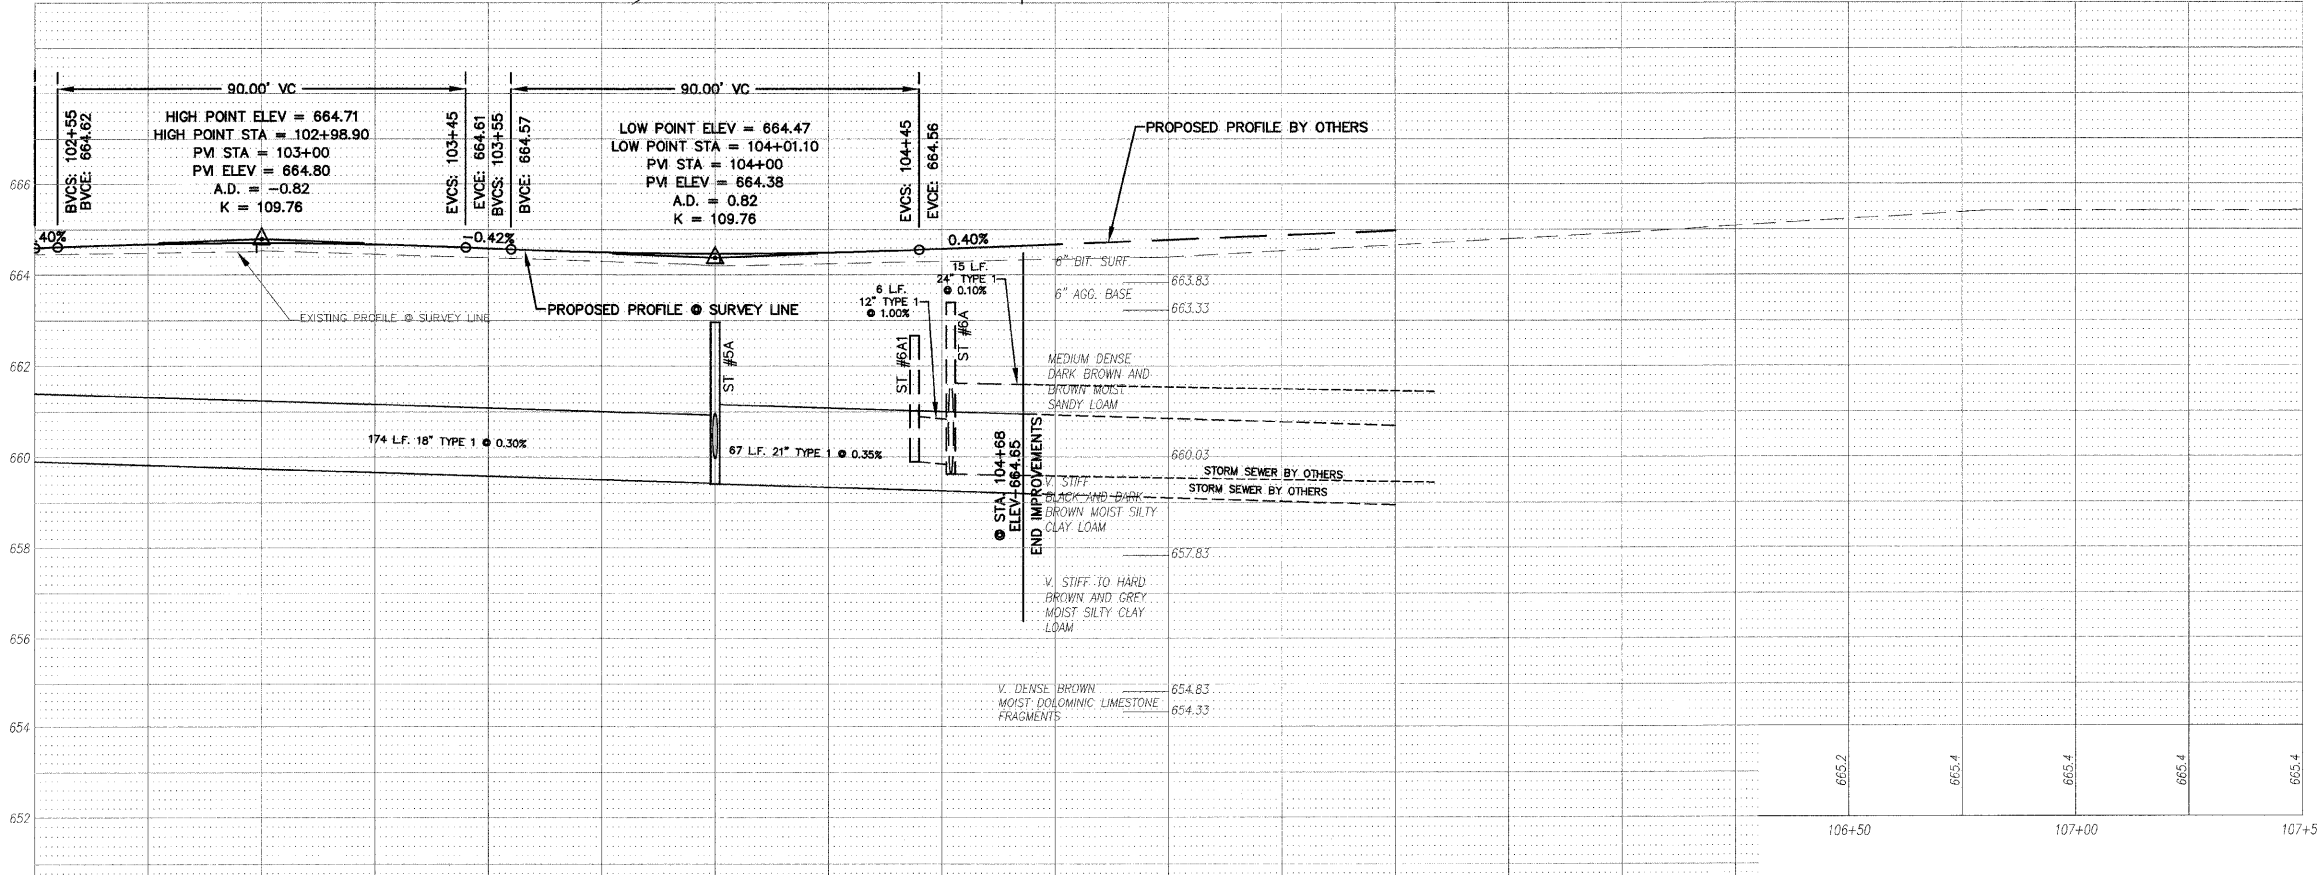 90.00' VC
BVCS: 102+55
BVCE: 664.62
HIGH POINT ELEV = 664.71
HIGH POINT STA = 102+98.90
PVI STA = 103+00
PVI ELEV = 664.80
A.D. = -0.82
K = 109.76
EVCS: 103+45
EVCE: 664.61
90.00' VC
BVCS: 103+55
BVCE: 664.57
LOW POINT ELEV = 664.47
LOW POINT STA = 104+01.10
PVI STA = 104+00
PVI ELEV = 664.38
A.D. = 0.82
K = 109.76
EVCS: 104+45
EVCE: 664.56
PROPOSED PROFILE BY OTHERS
40%
-0.42%
0.40%
EXISTING PROFILE @ SURVEY LINE
PROPOSED PROFILE @ SURVEY LINE
6 L.F.
12" TYPE 1
@ 1.00%
15 L.F.
24" TYPE 1
@ 0.10%
ST #5A
ST #6A1
ST #6A
174 L.F. 18" TYPE 1 @ 0.30%
67 L.F. 21" TYPE 1 @ 0.35%
@ STA. 104+68
ELEV=664.65
END IMPROVEMENTS
6" BIT. SURF.
663.83
6" AGG. BASE
663.33
MEDIUM DENSE
DARK BROWN AND
BROWN MOIST
SANDY LOAM
660.03
STORM SEWER BY OTHERS
STORM SEWER BY OTHERS
V. STIFF
BLACK AND DARK
BROWN MOIST SILTY
CLAY LOAM
657.83
V. STIFF TO HARD
BROWN AND GREY
MOIST SILTY CLAY
LOAM
V. DENSE BROWN
MOIST DOLOMINIC LIMESTONE
FRAGMENTS
654.83
654.33
666
664
662
660
658
656
654
652
665.2
665.4
665.4
665.4
665.4
106+50
107+00
107+5